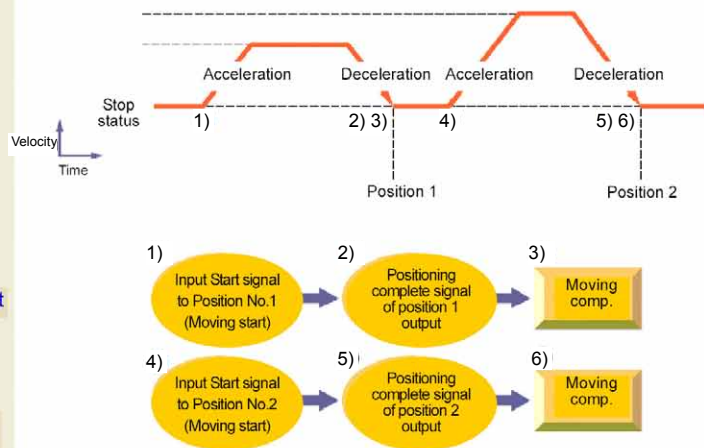 Acceleration Deceleration Acceleration Deceleration
Stop
status
1) 2) 3) 4) 5) 6)
Velocity
Time
Position 1 Position 2
1) 2) 3)
Input Start signal
to Position No.1
(Moving start)
Positioning
complete signal
of position 1
output
Moving
comp.
4) 5) 6)
Input Start signal
to Position No.2
(Moving start)
Positioning
complete signal
of position 2
output
Moving
comp.
t